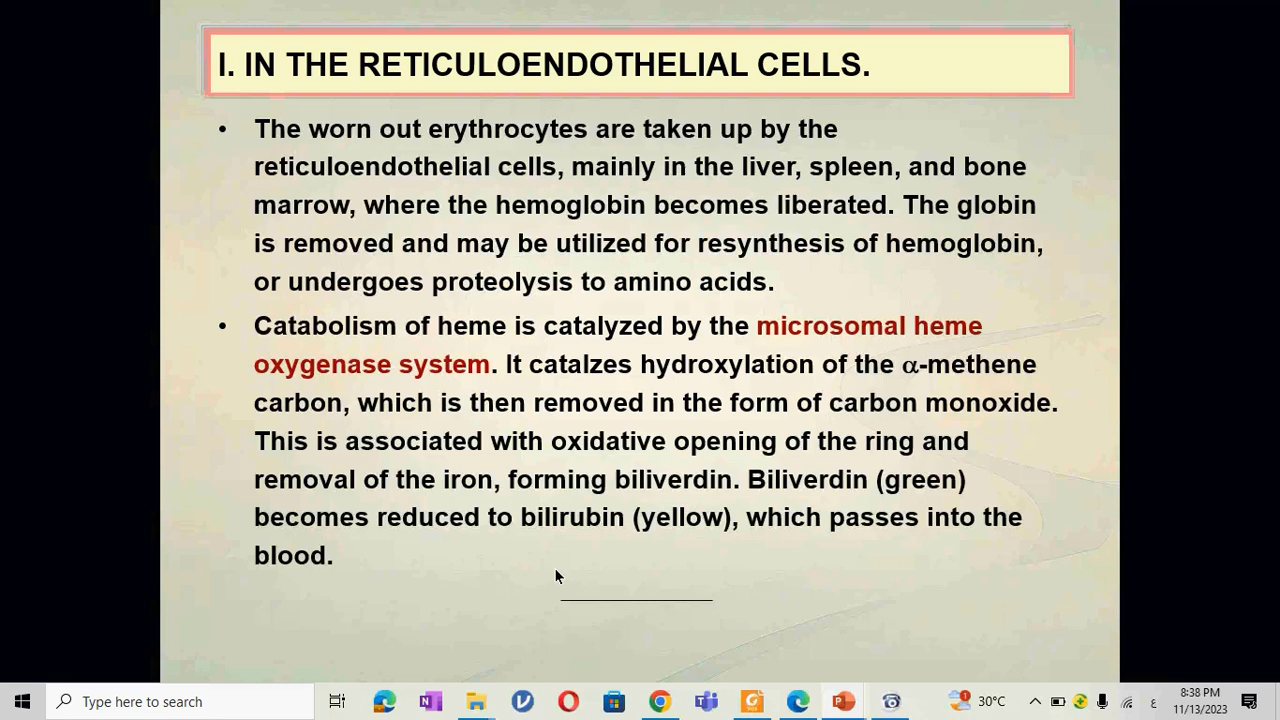 I. IN THE RETICULOENDOTHELIAL CELLS.
• The worn out erythrocytes are taken up by the
reticuloendothelial cells, mainly in the liver, spleen, and bone
marrow, where the hemoglobin becomes liberated. The globin
is removed and may be utilized for resynthesis of hemoglobin,
or undergoes proteolysis to amino acids.
• Catabolism of heme is catalyzed by the microsomal heme
oxygenase system. It catalzes hydroxylation of the α-methene
carbon, which is then removed in the form of carbon monoxide.
This is associated with oxidative opening of the ring and
removal of the iron, forming biliverdin. Biliverdin (green)
becomes reduced to bilirubin (yellow), which passes into the
blood.
Type here to search
30°C
ع
8:38 PM
11/13/2023